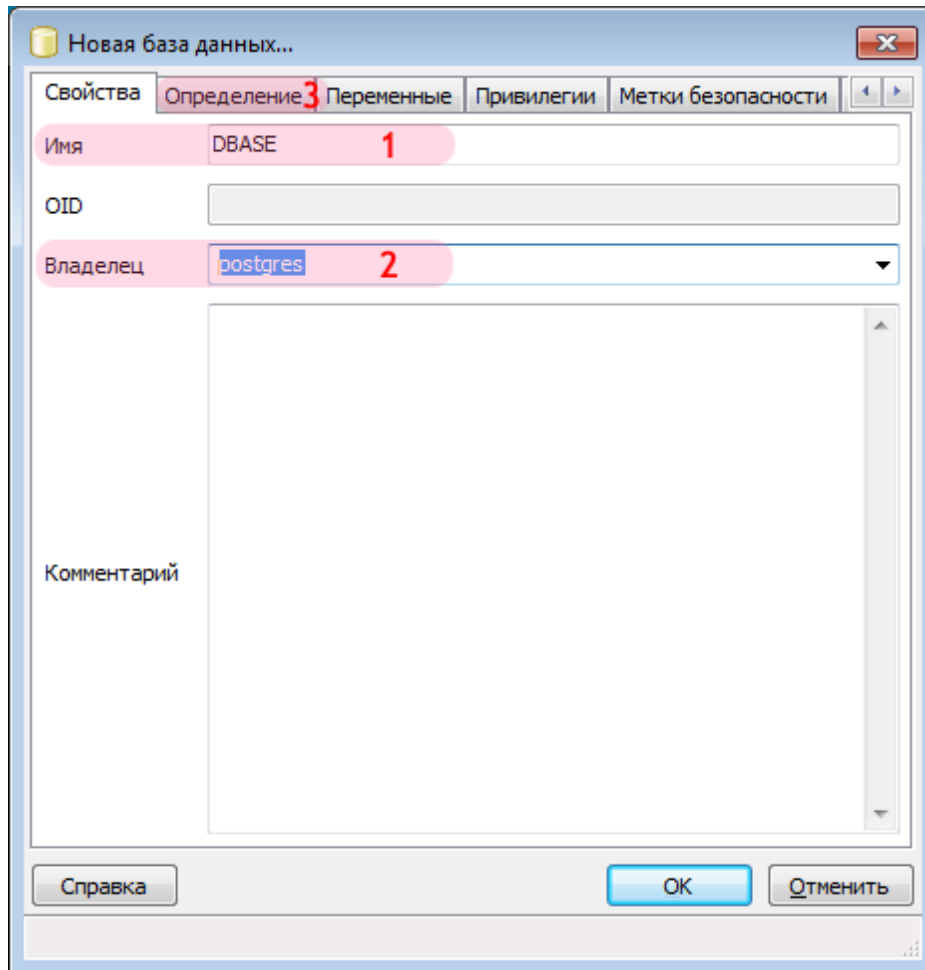 Новая база данных...
Свойства Определение 3 Переменные Привилегии Метки безопасности
Имя DBASE 1
OID
Владелец postgres 2
Комментарий
Справка OK Отменить